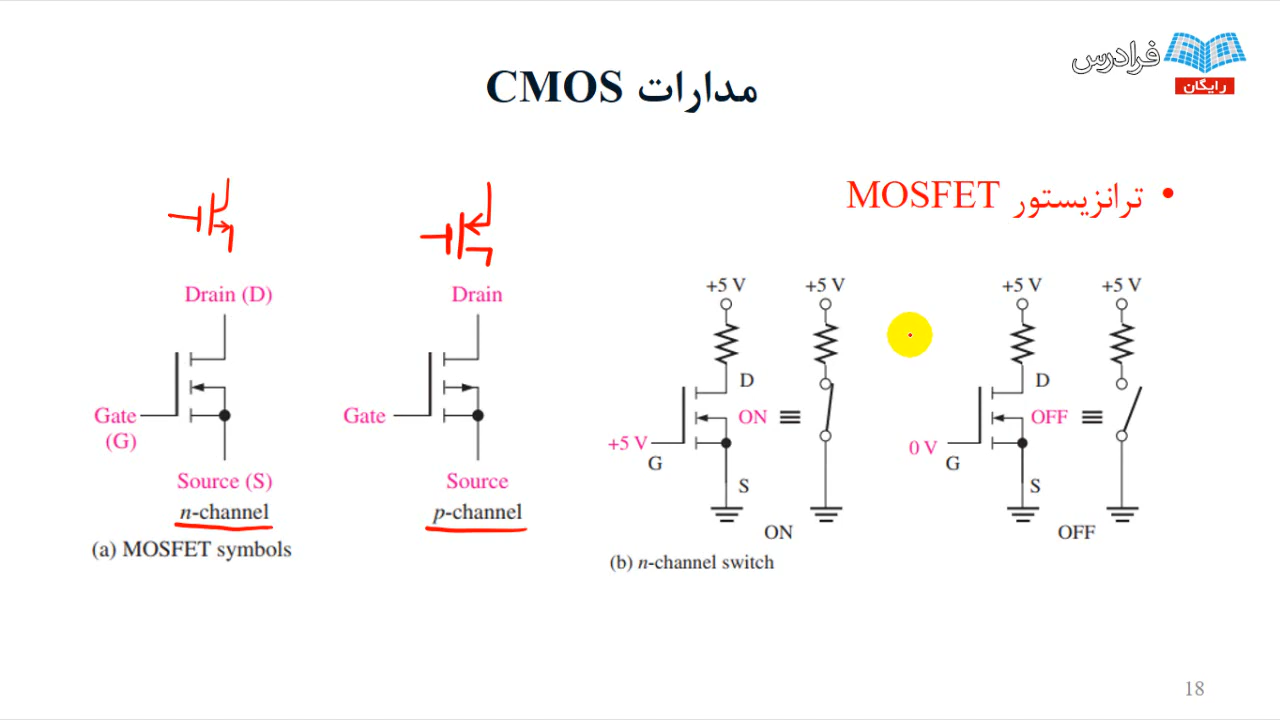 فرادرس
رایگان
مدارات CMOS
• ترانزیستور MOSFET
Drain (D)
Gate
(G)
Source (S)
n-channel
Drain
Gate
Source
p-channel
(a) MOSFET symbols
+5 V
+5 V
D
ON
+5 V
G
S
ON
(b) n-channel switch
+5 V
+5 V
D
OFF
0 V
G
S
OFF
18